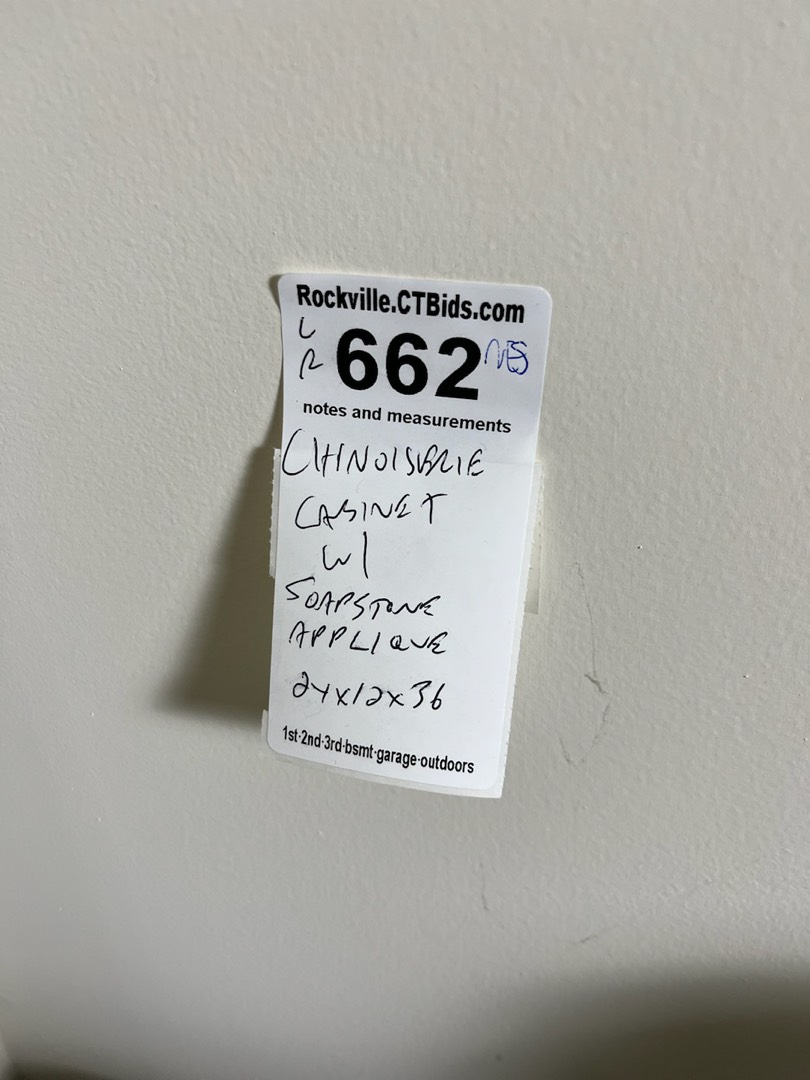 Rockville.CTBids.com
L
R
662
notes and measurements
CHINOISERIE
CABINET
W/
SOAPSTONE
APPLIQUE
24x12x36
1st·2nd·3rd·bsmt·garage·outdoors